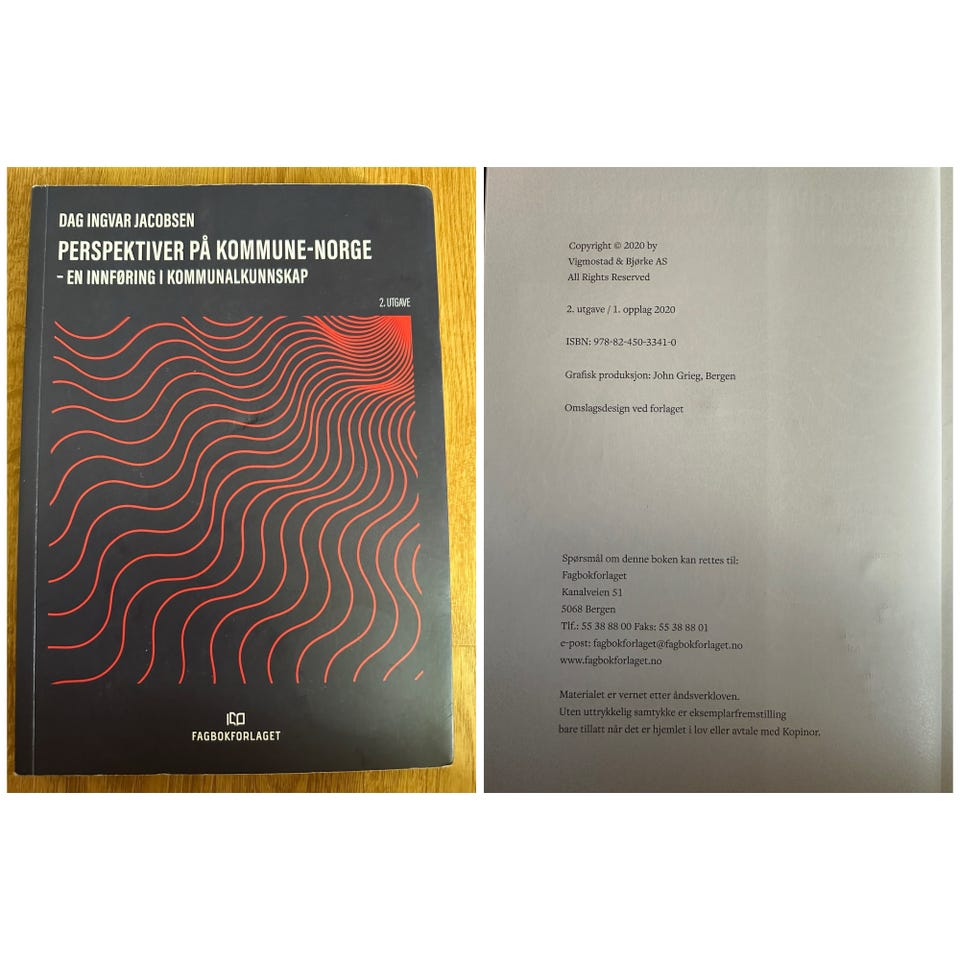 DAG INGVAR JACOBSEN
PERSPEKTIVER PÅ KOMMUNE-NORGE
– EN INNFØRING I KOMMUNALKUNNSKAP
2. UTGAVE
FAGBOKFORLAGET
Copyright © 2020 by
Vigmostad & Bjørke AS
All Rights Reserved
2. utgave / 1. opplag 2020
ISBN: 978-82-450-3341-0
Grafisk produksjon: John Grieg, Bergen
Omslagsdesign ved forlaget
Spørsmål om denne boken kan rettes til:
Fagbokforlaget
Kanalveien 51
5068 Bergen
Tlf.: 55 38 88 00 Faks: 55 38 88 01
e-post: fagbokforlaget@fagbokforlaget.no
www.fagbokforlaget.no
Materialet er vernet etter åndsverkloven.
Uten uttrykkelig samtykke er eksemplarfremstilling
bare tillatt når det er hjemlet i lov eller avtale med Kopinor.